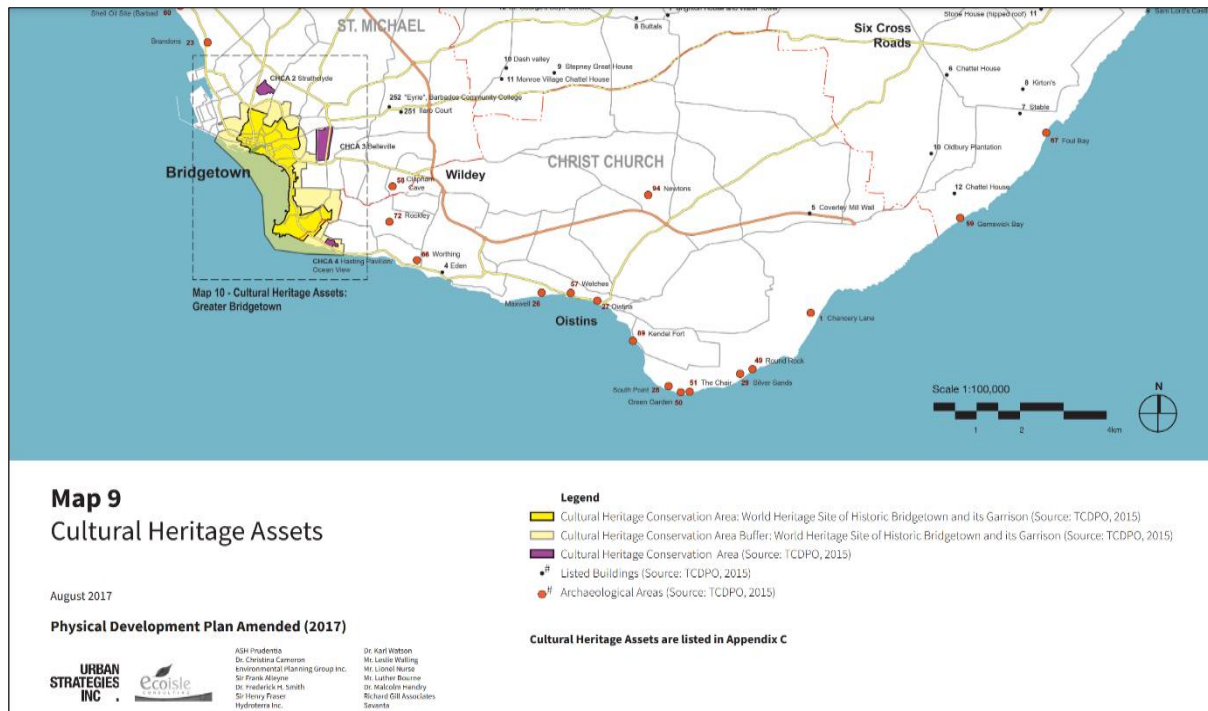 Shell Oil Site (Barbad 60
ST. MICHAEL
8 Buttals
Stone House (hipped roof) 11
Sam Lord's Cast
Brandons 23
Six Cross
Roads
10 Dash valley
9 Stepney Great House
11 Monroe Village Chattel House
6 Chattel House
8 Kirton's
7 Stable
CHCA 2 Strathclyde
252 "Eyrie", Barbados Community College
251 Ilaro Court
67 Foul Bay
CHCA 3 Belleville
CHRIST CHURCH
10 Oldbury Plantation
Bridgetown
58 Clapham
Cave
Wildey
94 Newtons
12 Chattel House
72 Rockley
5 Coverley Mill Wall
59 Gemswick Bay
66 Worthing
CHCA 4 Hasting Pavilion/
Ocean View
4 Eden
Map 10 - Cultural Heritage Assets:
Greater Bridgetown
57 Welches
Maxwell 26
27 Oistins
Oistins
1 Chancery Lane
69 Kendal Fort
49 Round Rock
29 Silver Sands
South Point 28
51 The Chair
Green Garden 50
Scale 1:100,000
N
1 2 4km
Map 9
Cultural Heritage Assets
August 2017
Physical Development Plan Amended (2017)
URBAN
STRATEGIES
INC .
ecoisle
CONSULTING
ASH Prudentia
Dr. Christina Cameron
Environmental Planning Group Inc.
Sir Frank Alleyne
Dr. Frederick H. Smith
Sir Henry Fraser
Hydroterra Inc.
Dr. Karl Watson
Mr. Leslie Walling
Mr. Lionel Nurse
Mr. Luther Bourne
Dr. Malcolm Hendry
Richard Gill Associates
Savanta
Legend
Cultural Heritage Conservation Area: World Heritage Site of Historic Bridgetown and its Garrison (Source: TCDPO, 2015)
Cultural Heritage Conservation Area Buffer: World Heritage Site of Historic Bridgetown and its Garrison (Source: TCDPO, 2015)
Cultural Heritage Conservation Area (Source: TCDPO, 2015)
# Listed Buildings (Source: TCDPO, 2015)
# Archaeological Areas (Source: TCDPO, 2015)
Cultural Heritage Assets are listed in Appendix C